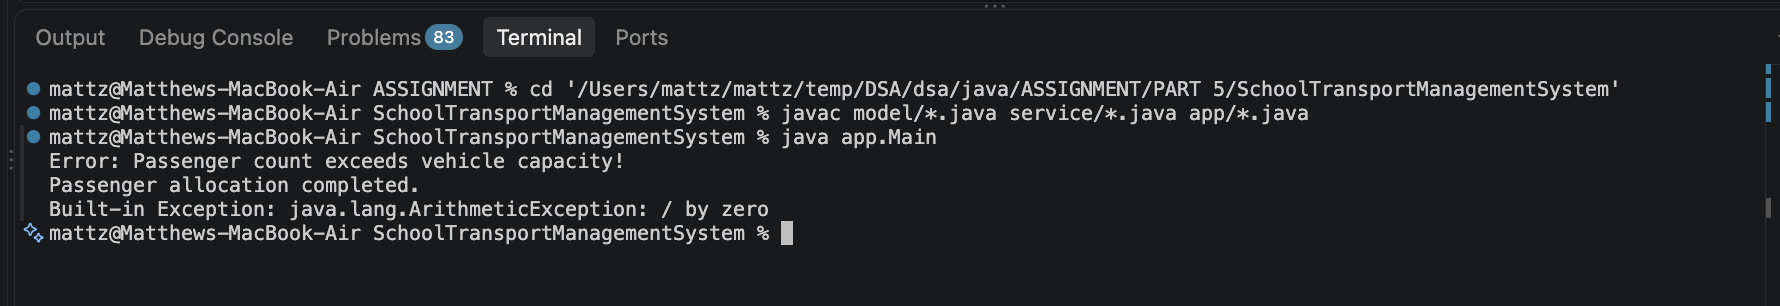 Output Debug Console Problems 83 Terminal Ports
mattz@Matthews-MacBook-Air ASSIGNMENT % cd '/Users/mattz/mattz/temp/DSA/dsa/java/ASSIGNMENT/PART 5/SchoolTransportManagementSystem'
mattz@Matthews-MacBook-Air SchoolTransportManagementSystem % javac model/*.java service/*.java app/*.java
mattz@Matthews-MacBook-Air SchoolTransportManagementSystem % java app.Main
Error: Passenger count exceeds vehicle capacity!
Passenger allocation completed.
Built-in Exception: java.lang.ArithmeticException: / by zero
mattz@Matthews-MacBook-Air SchoolTransportManagementSystem %